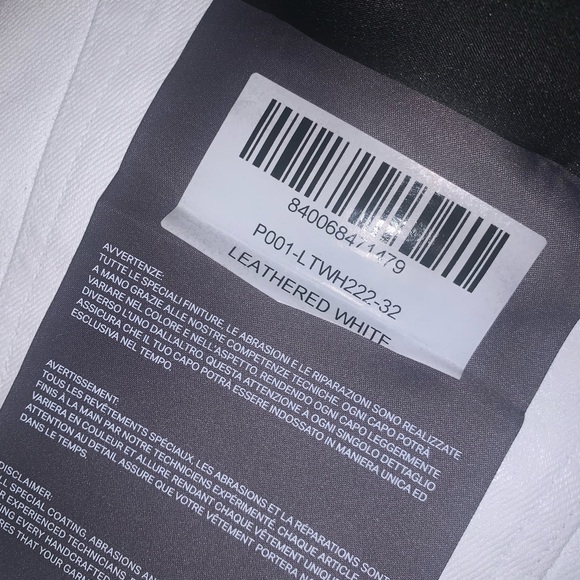 840068471479
P001-LTWH222-32
LEATHERED WHITE
AVVERTENZE:
TUTTE LE SPECIALI FINITURE, LE ABRASIONI E LE RIPARAZIONI SONO REALIZZATE
A MANO GRAZIE ALLE NOSTRE COMPETENZE TECNICHE. OGNI CAPO POTRÀ
VARIARE NEL COLORE E NELL'ASPETTO, RENDENDO OGNI CAPO LEGGERMENTE
DIVERSO L'UNO DALL'ALTRO. QUESTA ATTENZIONE A OGNI SINGOLO DETTAGLIO
ASSICURA CHE IL TUO CAPO POTRÀ ESSERE INDOSSATO IN MANIERA UNICA ED
ESCLUSIVA NEL TEMPO.
AVERTISSEMENT:
TOUS LES REVÊTEMENTS SPÉCIAUX, LES ABRASIONS ET LA RÉPARATIONS SONT
FINIS À LA MAIN PAR NOTRE TECHNICIENS EXPÉRIMENTÉ. CHAQUE ARTICLE
VARIERA EN COULEUR ET ALLURE RENDANT CHAQUE VÊTEMENT UNIQUE
ATTENTION AU DETAIL ASSURE QUE VOTRE VÊTEMENT PORTERA
DANS LE TEMPS.
DISCLAIMER:
SPECIAL COATING, ABRASIONS
EXPERIENCED TECHNICIANS,
EVERY HANDCRAFTED
THAT YOUR